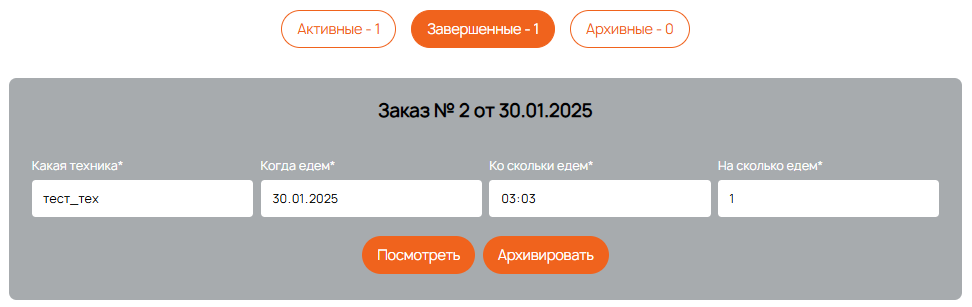 Активные - 1 Завершенные - 1 Архивные - 0
Заказ № 2 от 30.01.2025
Какая техника* Когда едем* Ко скольки едем* На сколько едем*
тест_тех 30.01.2025 03:03 1
Посмотреть Архивировать